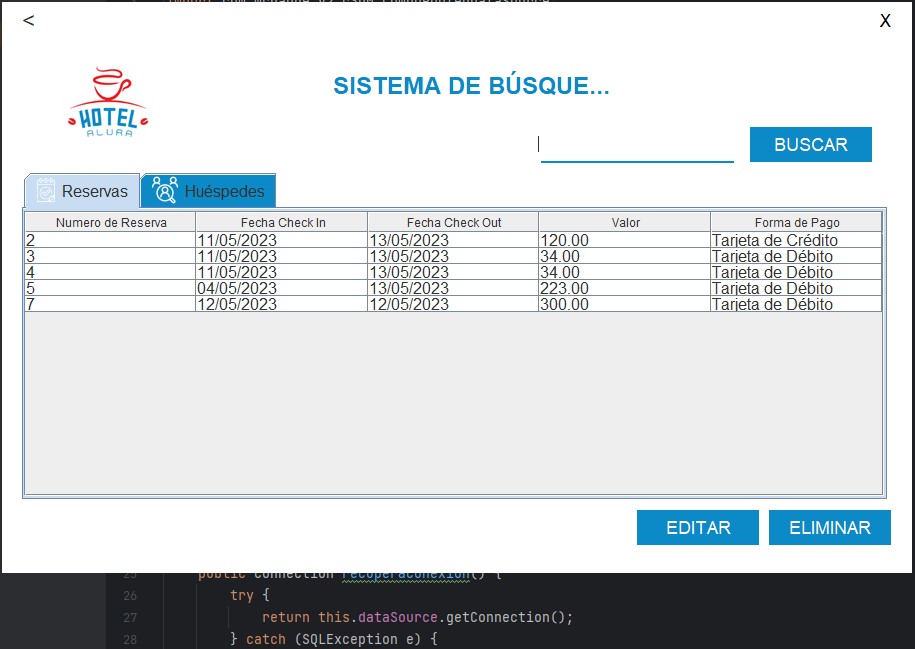 <
X
HOTEL
ALURA
SISTEMA DE BÚSQUE...
BUSCAR
Reservas
Huéspedes
Numero de Reserva Fecha Check In Fecha Check Out Valor Forma de Pago
2 11/05/2023 13/05/2023 120.00 Tarjeta de Crédito
3 11/05/2023 13/05/2023 34.00 Tarjeta de Débito
4 11/05/2023 13/05/2023 34.00 Tarjeta de Débito
5 04/05/2023 13/05/2023 223.00 Tarjeta de Débito
7 12/05/2023 12/05/2023 300.00 Tarjeta de Débito
EDITAR
ELIMINAR
25 public Connection recuperaConexion() {
26 try {
27 return this.dataSource.getConnection();
28 } catch (SQLException e) {